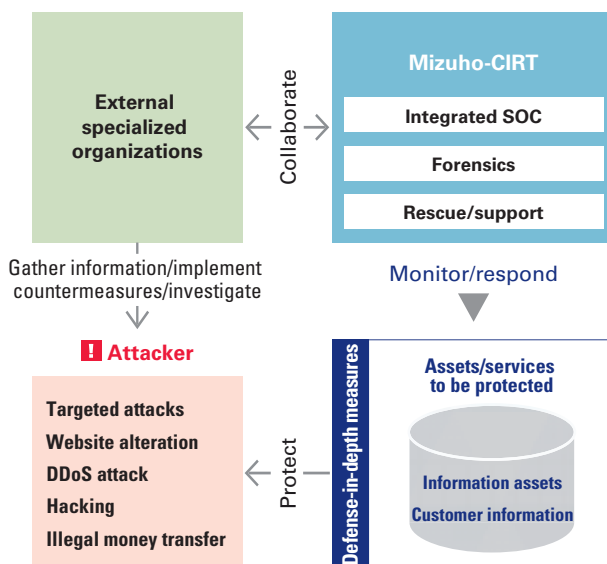 External
specialized
organizations
Collaborate
Mizuho-CIRT
Integrated SOC
Forensics
Rescue/support
Gather information/implement
countermeasures/investigate
Monitor/respond
! Attacker
Targeted attacks
Website alteration
DDoS attack
Hacking
Illegal money transfer
Protect
Defense-in-depth measures
Assets/services
to be protected
Information assets
Customer information